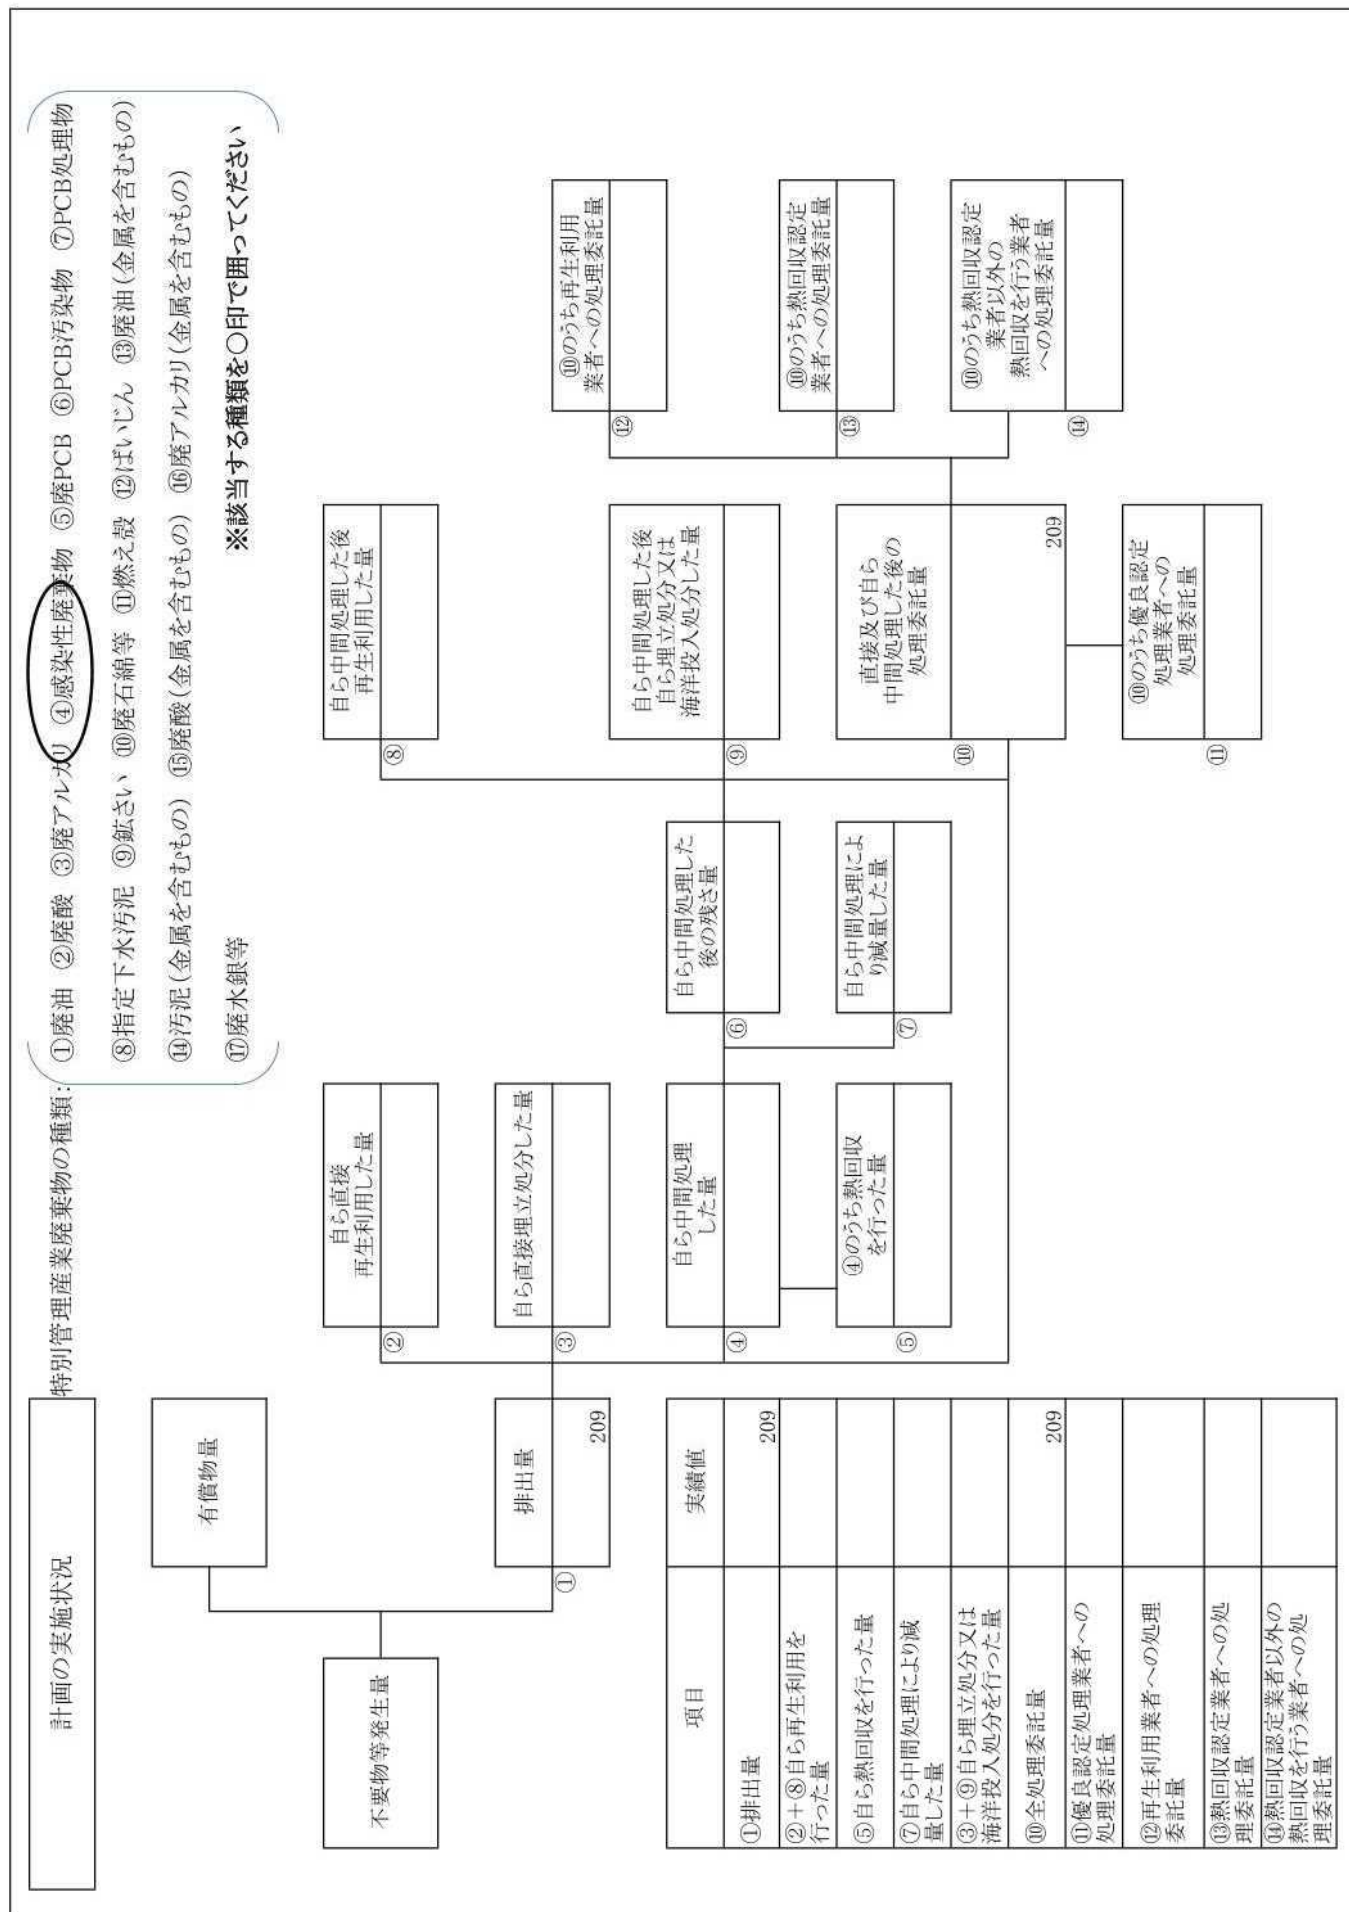 計画の実施状況
特別管理産業廃棄物の種類：
①廃油 ②廃酸 ③廃アルカリ ④感染性廃棄物 ⑤廃PCB ⑥PCB汚染物 ⑦PCB処理物
⑧指定下水汚泥 ⑨鉱さい ⑩廃石綿等 ⑪燃え殻 ⑫ばいじん ⑬廃油(金属を含むもの)
⑭汚泥(金属を含むもの) ⑮廃酸(金属を含むもの) ⑯廃アルカリ(金属を含むもの)
⑰廃水銀等
※該当する種類を○印で囲ってください
不要物等発生量
有償物量
①
排出量
209
②
自ら直接
再生利用した量
③
自ら直接埋立処分した量
④
自ら中間処理
した量
⑤
④のうち熱回収
を行った量
⑥
自ら中間処理した
後の残さ量
⑦
自ら中間処理によ
り減量した量
⑧
自ら中間処理した後
再生利用した量
⑨
自ら中間処理した後
自ら埋立処分又は
海洋投入処分した量
⑩
直接及び自ら
中間処理した後の
処理委託量
209
⑪
⑩のうち優良認定
処理業者への
処理委託量
⑫
⑩のうち再生利用
業者への処理委託量
⑬
⑩のうち熱回収認定
業者への処理委託量
⑭
⑩のうち熱回収認定
業者以外の
熱回収を行う業者
への処理委託量
項目 実績値
①排出量 209
②＋⑧自ら再生利用を
行った量
⑤自ら熱回収を行った量
⑦自ら中間処理により減
量した量
③＋⑨自ら埋立処分又は
海洋投入処分を行った量
⑩全処理委託量 209
⑪優良認定処理業者への
処理委託量
⑫再生利用業者への処理
委託量
⑬熱回収認定業者への処
理委託量
⑭熱回収認定業者以外の
熱回収を行う業者への処
理委託量